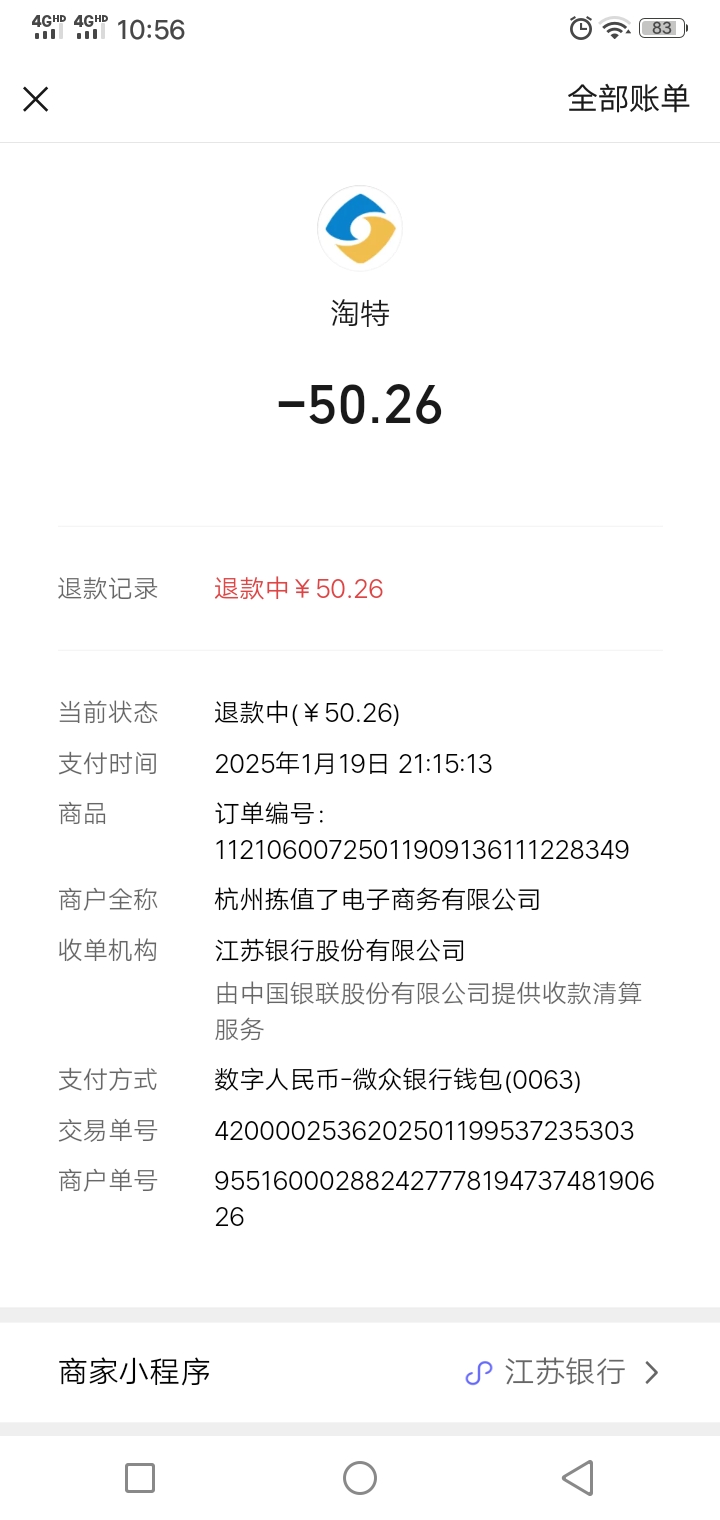 4GHD 4GHD 10:56 83
全部账单
淘特
-50.26
退款记录 退款中￥50.26
当前状态 退款中(￥50.26)
支付时间 2025年1月19日 21:15:13
商品 订单编号：
1121060072501190913611228349
商户全称 杭州拣值了电子商务有限公司
收单机构 江苏银行股份有限公司
由中国银联股份有限公司提供收款清算
服务
支付方式 数字人民币-微众银行钱包(0063)
交易单号 4200002536202501199537235303
商户单号 955160002882427778194737481906
26
商家小程序 江苏银行